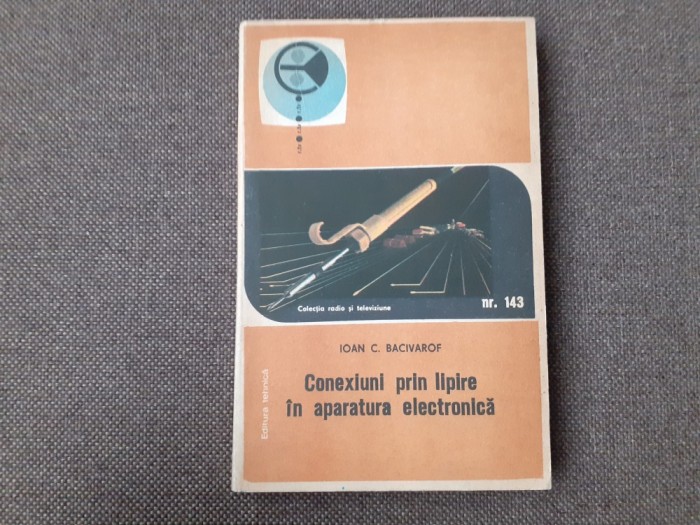 Colecția radio și televiziune
nr. 143
IOAN C. BACIVAROF
Conexiuni prin lipire
în aparatura electronică
Editura tehnică